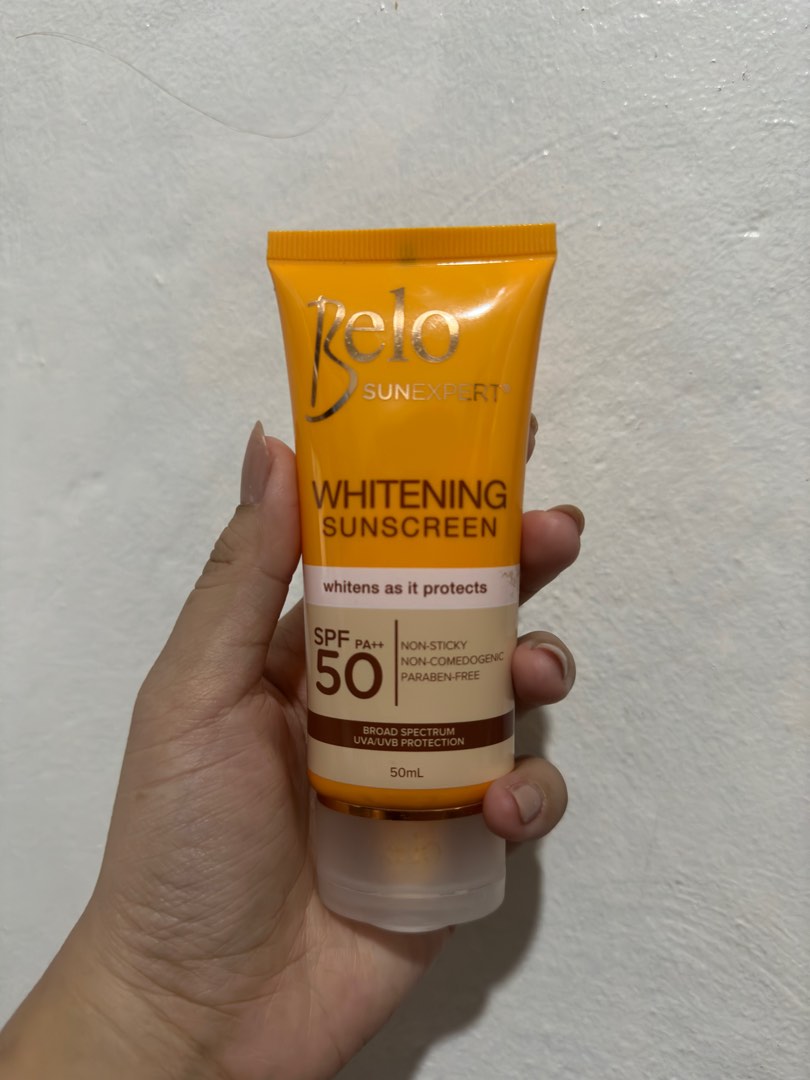 Belo
SUNEXPERT®
WHITENING
SUNSCREEN
whitens as it protects
SPF PA++
50
NON-STICKY
NON-COMEDOGENIC
PARABEN-FREE
BROAD SPECTRUM
UVA/UVB PROTECTION
50mL